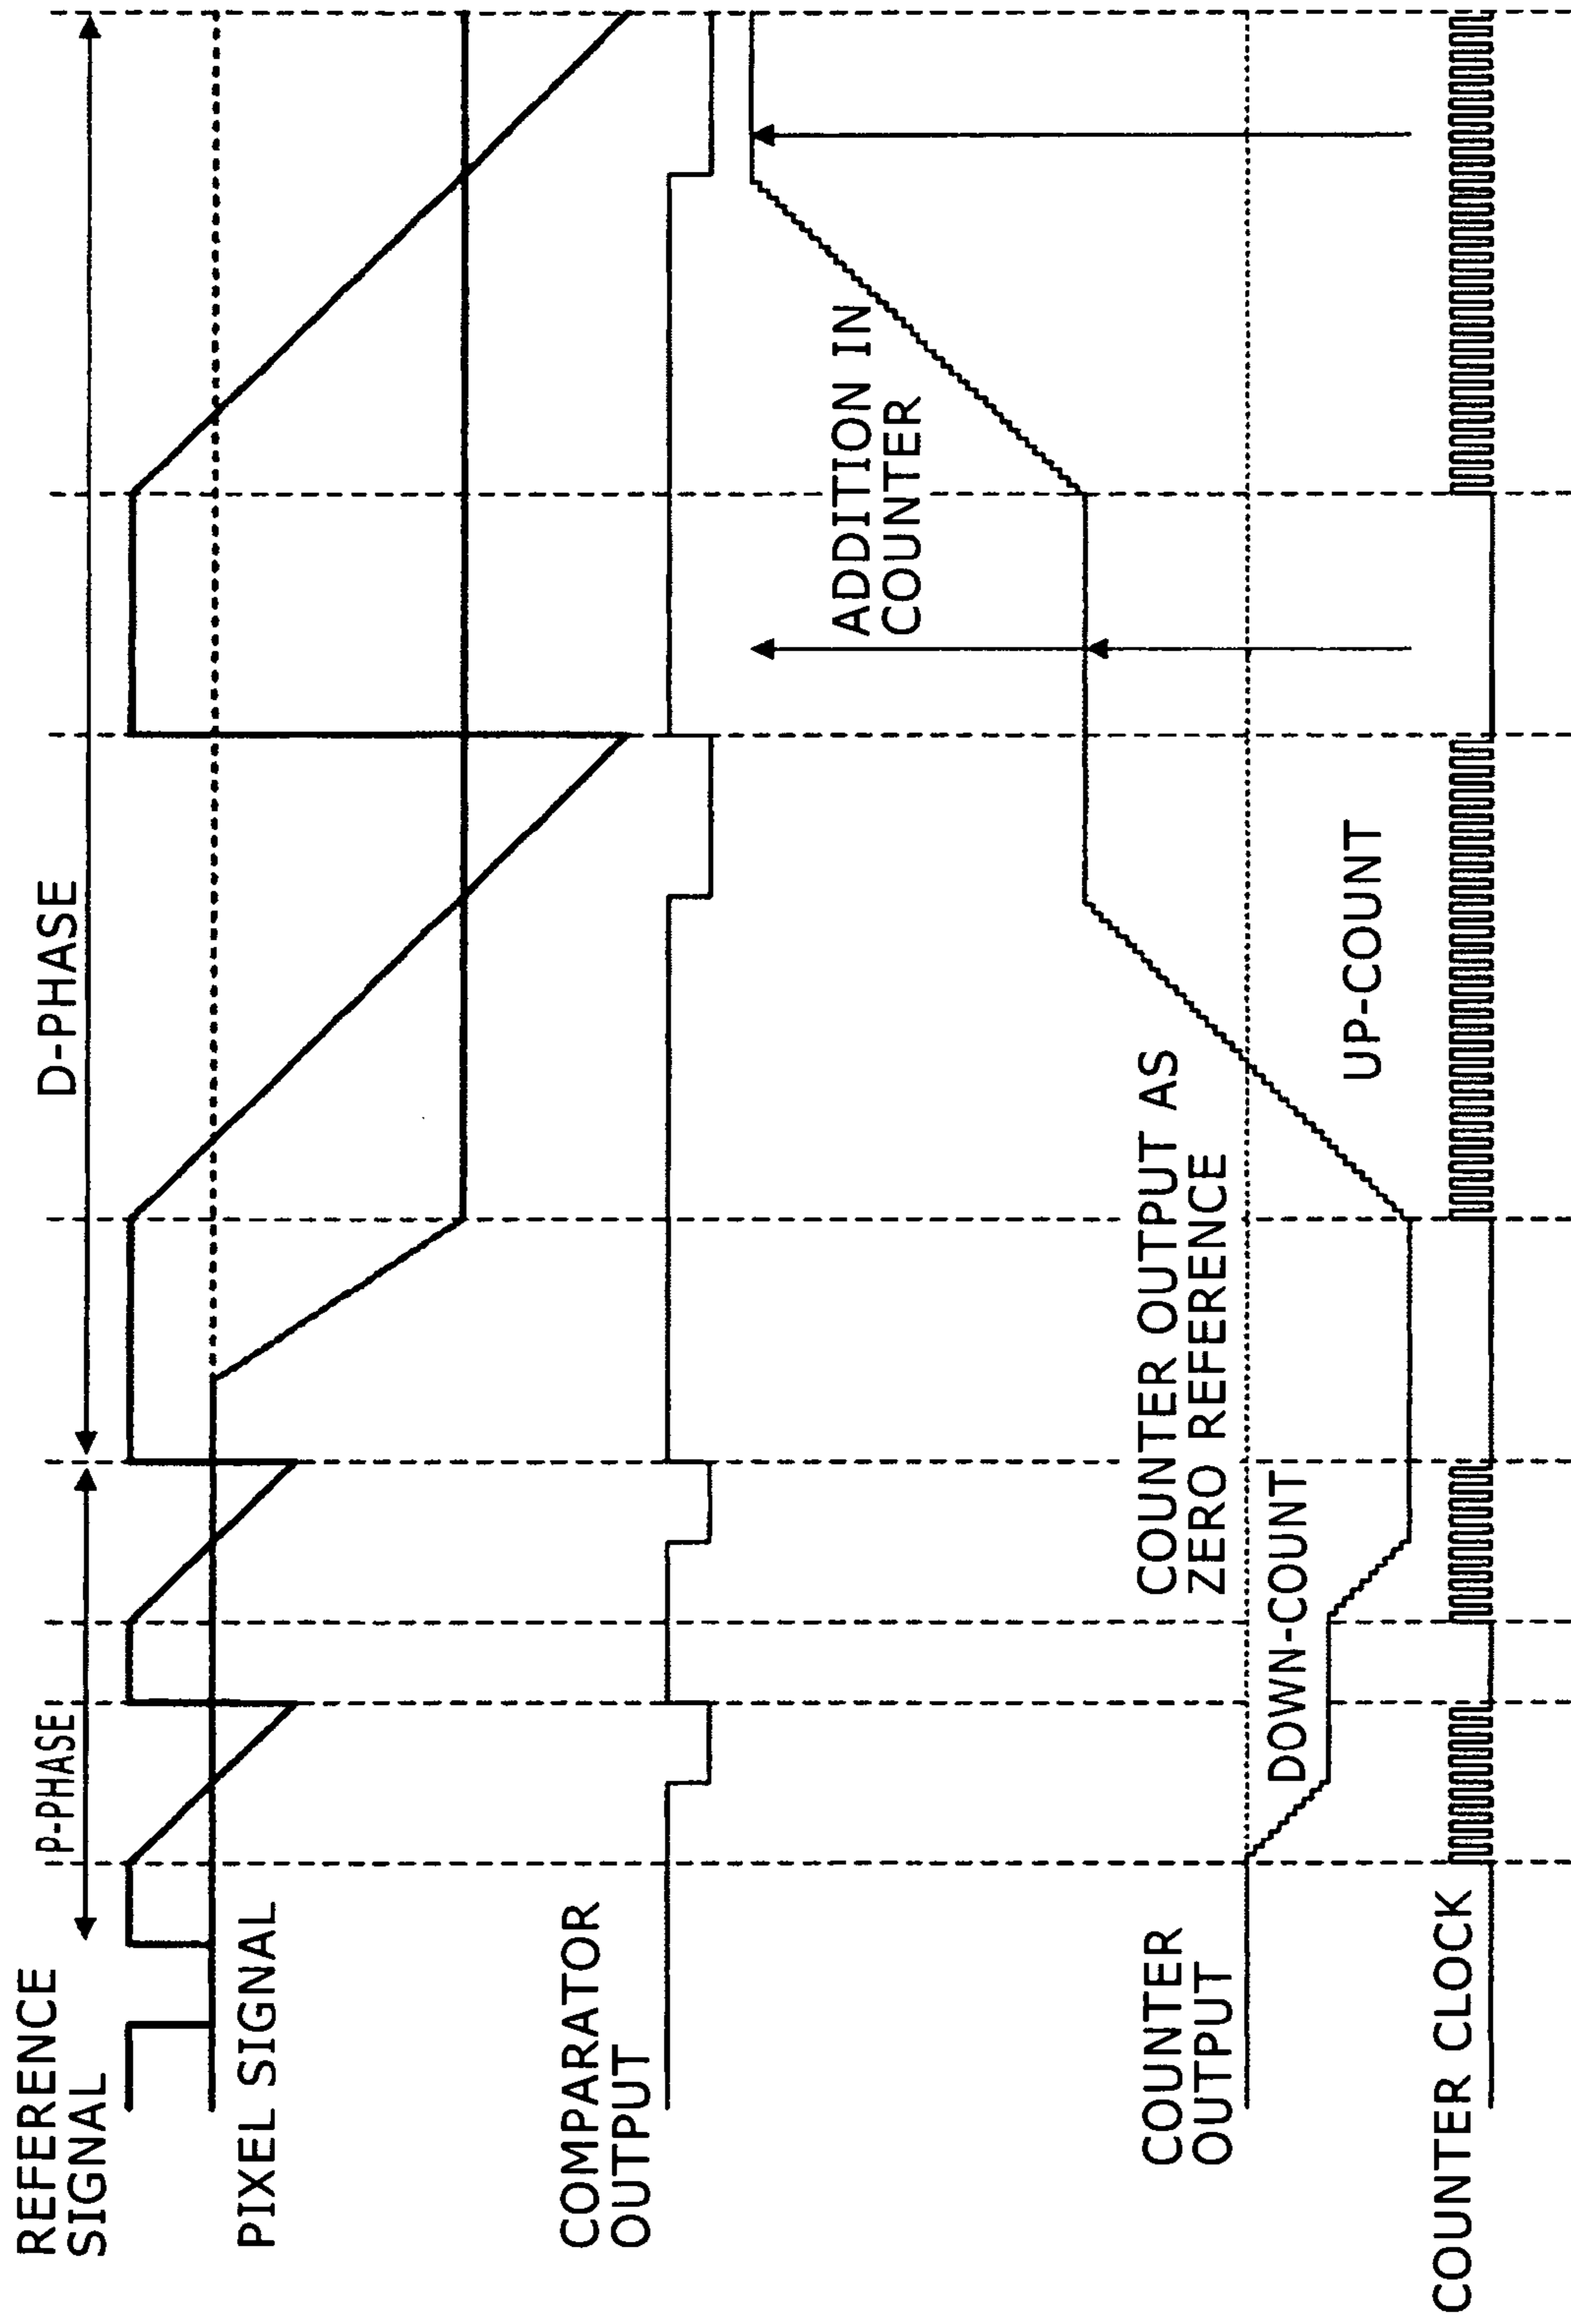 REFERENCE
SIGNAL
P-PHASE
D-PHASE
PIXEL SIGNAL
COMPARATOR
OUTPUT
ADDITION IN
COUNTER
COUNTER
OUTPUT
COUNTER OUTPUT AS
ZERO REFERENCE
DOWN-COUNT
UP-COUNT
COUNTER CLOCK